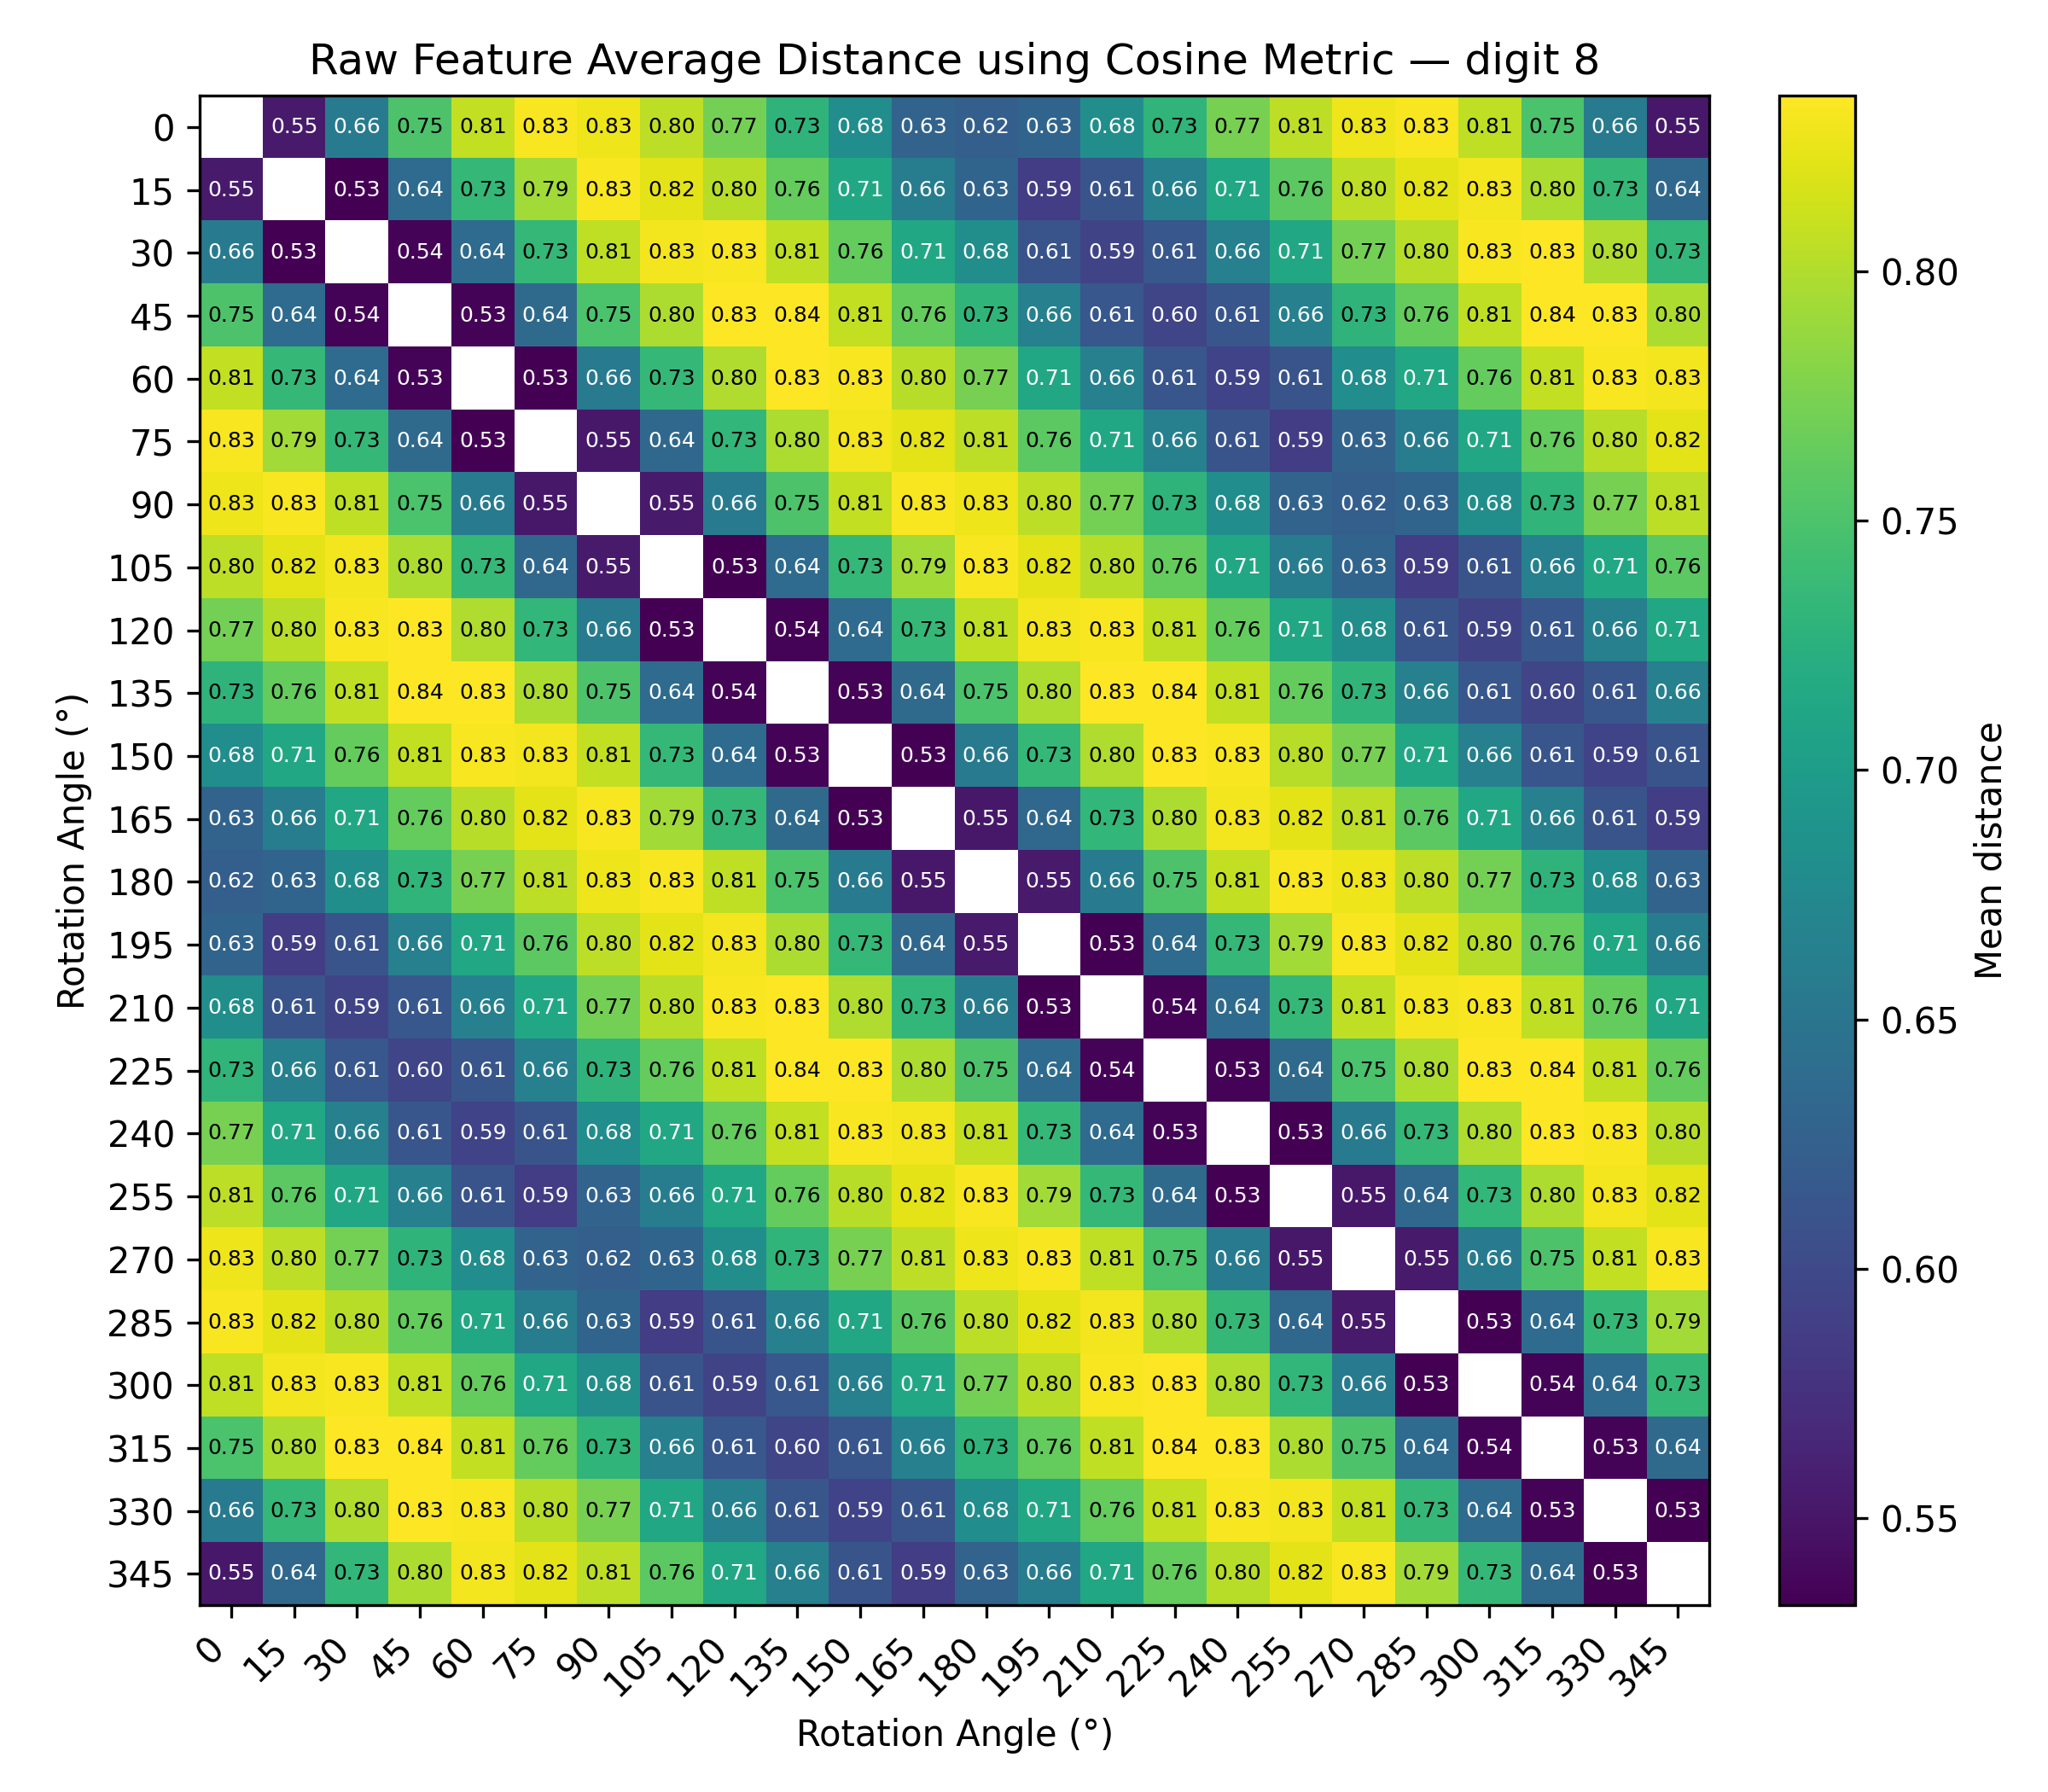 Raw Feature Average Distance using Cosine Metric — digit 8
0 0.55 0.66 0.75 0.81 0.83 0.83 0.80 0.77 0.73 0.68 0.63 0.62 0.63 0.68 0.73 0.77 0.81 0.83 0.83 0.81 0.75 0.66 0.55
15 0.55 0.53 0.64 0.73 0.79 0.83 0.82 0.80 0.76 0.71 0.66 0.63 0.59 0.61 0.66 0.71 0.76 0.80 0.82 0.83 0.80 0.73 0.64
30 0.66 0.53 0.54 0.64 0.73 0.81 0.83 0.83 0.81 0.76 0.71 0.68 0.61 0.59 0.61 0.66 0.71 0.77 0.80 0.83 0.83 0.80 0.73
45 0.75 0.64 0.54 0.53 0.64 0.75 0.80 0.83 0.84 0.81 0.76 0.73 0.66 0.61 0.60 0.61 0.66 0.73 0.76 0.81 0.84 0.83 0.80
60 0.81 0.73 0.64 0.53 0.53 0.66 0.73 0.80 0.83 0.83 0.80 0.77 0.71 0.66 0.61 0.59 0.61 0.68 0.71 0.76 0.81 0.83 0.83
75 0.83 0.79 0.73 0.64 0.53 0.55 0.64 0.73 0.80 0.83 0.82 0.81 0.76 0.71 0.66 0.61 0.59 0.63 0.66 0.71 0.76 0.80 0.82
90 0.83 0.83 0.81 0.75 0.66 0.55 0.55 0.66 0.75 0.81 0.83 0.83 0.80 0.77 0.73 0.68 0.63 0.62 0.63 0.68 0.73 0.77 0.81
105 0.80 0.82 0.83 0.80 0.73 0.64 0.55 0.53 0.64 0.73 0.79 0.83 0.82 0.80 0.76 0.71 0.66 0.63 0.59 0.61 0.66 0.71 0.76
120 0.77 0.80 0.83 0.83 0.80 0.73 0.66 0.53 0.54 0.64 0.73 0.81 0.83 0.83 0.81 0.76 0.71 0.68 0.61 0.59 0.61 0.66 0.71
135 0.73 0.76 0.81 0.84 0.83 0.80 0.75 0.64 0.54 0.53 0.64 0.75 0.80 0.83 0.84 0.81 0.76 0.73 0.66 0.61 0.60 0.61 0.66
150 0.68 0.71 0.76 0.81 0.83 0.83 0.81 0.73 0.64 0.53 0.53 0.66 0.73 0.80 0.83 0.83 0.80 0.77 0.71 0.66 0.61 0.59 0.61
165 0.63 0.66 0.71 0.76 0.80 0.82 0.83 0.79 0.73 0.64 0.53 0.55 0.64 0.73 0.80 0.83 0.82 0.81 0.76 0.71 0.66 0.61 0.59
180 0.62 0.63 0.68 0.73 0.77 0.81 0.83 0.83 0.81 0.75 0.66 0.55 0.55 0.66 0.75 0.81 0.83 0.83 0.80 0.77 0.73 0.68 0.63
195 0.63 0.59 0.61 0.66 0.71 0.76 0.80 0.82 0.83 0.80 0.73 0.64 0.55 0.53 0.64 0.73 0.79 0.83 0.82 0.80 0.76 0.71 0.66
210 0.68 0.61 0.59 0.61 0.66 0.71 0.77 0.80 0.83 0.83 0.80 0.73 0.66 0.53 0.54 0.64 0.73 0.81 0.83 0.83 0.81 0.76 0.71
225 0.73 0.66 0.61 0.60 0.61 0.66 0.73 0.76 0.81 0.84 0.83 0.80 0.75 0.64 0.54 0.53 0.64 0.75 0.80 0.83 0.84 0.81 0.76
240 0.77 0.71 0.66 0.61 0.59 0.61 0.68 0.71 0.76 0.81 0.83 0.83 0.81 0.73 0.64 0.53 0.53 0.66 0.73 0.80 0.83 0.83 0.80
255 0.81 0.76 0.71 0.66 0.61 0.59 0.63 0.66 0.71 0.76 0.80 0.82 0.83 0.79 0.73 0.64 0.53 0.55 0.64 0.73 0.80 0.83 0.82
270 0.83 0.80 0.77 0.73 0.68 0.63 0.62 0.63 0.68 0.73 0.77 0.81 0.83 0.83 0.81 0.75 0.66 0.55 0.55 0.66 0.75 0.81 0.83
285 0.83 0.82 0.80 0.76 0.71 0.66 0.63 0.59 0.61 0.66 0.71 0.76 0.80 0.82 0.83 0.80 0.73 0.64 0.55 0.53 0.64 0.73 0.79
300 0.81 0.83 0.83 0.81 0.76 0.71 0.68 0.61 0.59 0.61 0.66 0.71 0.77 0.80 0.83 0.83 0.80 0.73 0.66 0.53 0.54 0.64 0.73
315 0.75 0.80 0.83 0.84 0.81 0.76 0.73 0.66 0.61 0.60 0.61 0.66 0.73 0.76 0.81 0.84 0.83 0.80 0.75 0.64 0.54 0.53 0.64
330 0.66 0.73 0.80 0.83 0.83 0.80 0.77 0.71 0.66 0.61 0.59 0.61 0.68 0.71 0.76 0.81 0.83 0.83 0.81 0.73 0.64 0.53 0.53
345 0.55 0.64 0.73 0.80 0.83 0.82 0.81 0.76 0.71 0.66 0.61 0.59 0.63 0.66 0.71 0.76 0.80 0.82 0.83 0.79 0.73 0.64 0.53
0 15 30 45 60 75 90 105 120 135 150 165 180 195 210 225 240 255 270 285 300 315 330 345
Rotation Angle (°)
Rotation Angle (°)
0.80
0.75
0.70
0.65
0.60
0.55
Mean distance